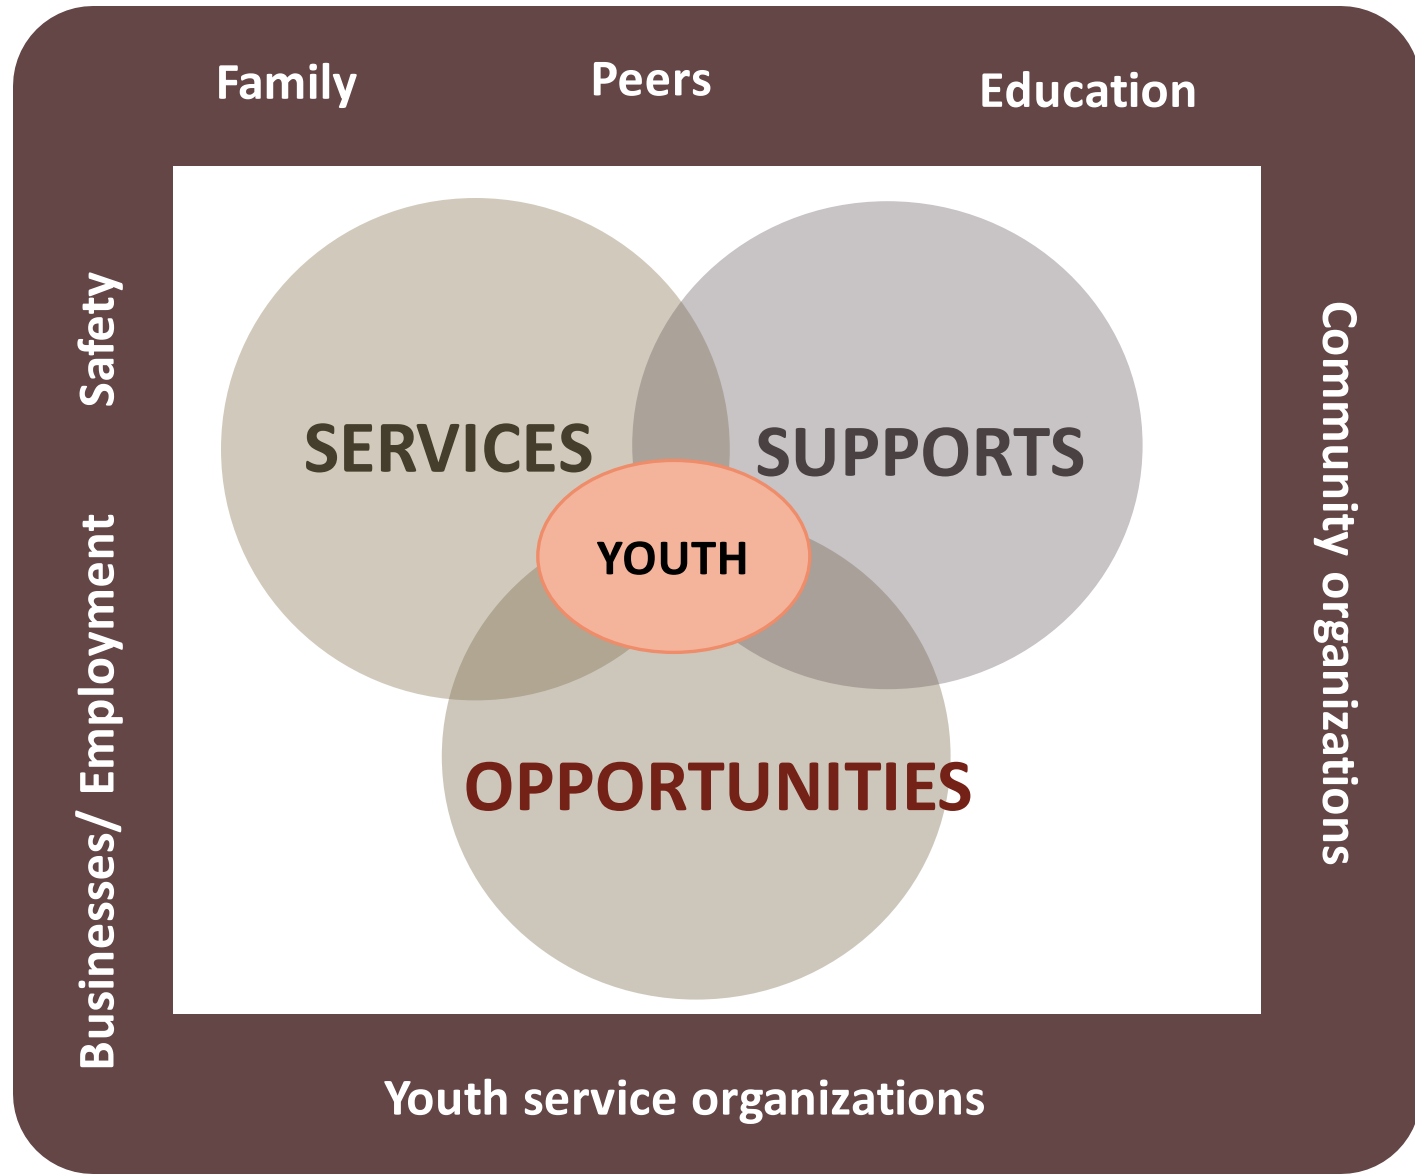 Family
Peers
Education
Safety
Businesses/ Employment
SERVICES
SUPPORTS
YOUTH
OPPORTUNITIES
Community organizations
Youth service organizations